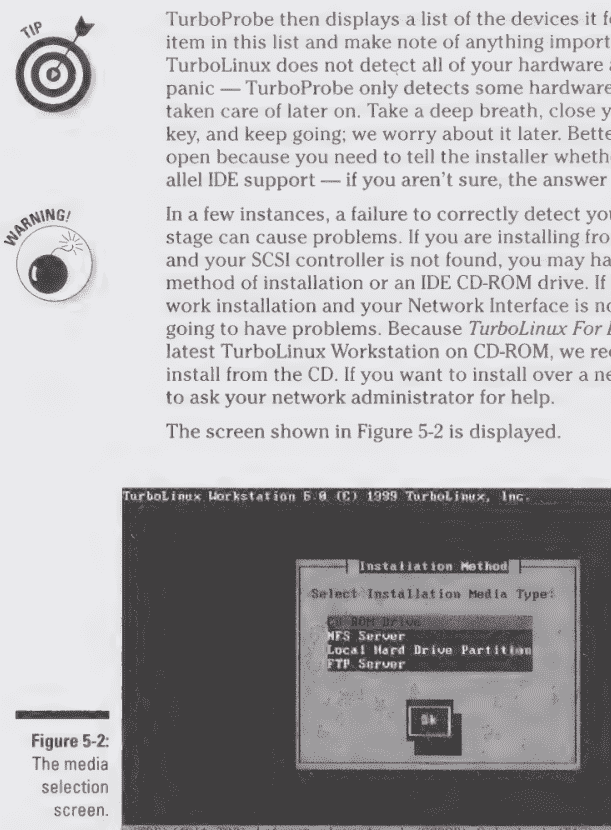 TIP
TurboProbe then displays a list of the devices it
item in this list and make note of anything import
TurboLinux does not detect all of your hardware
panic — TurboProbe only detects some hardware
taken care of later on. Take a deep breath, close y
key, and keep going; we worry about it later. Bette
open because you need to tell the installer whethe
allel IDE support — if you aren't sure, the answer
WARNING!
In a few instances, a failure to correctly detect you
stage can cause problems. If you are installing fro
and your SCSI controller is not found, you may ha
method of installation or an IDE CD-ROM drive. If
work installation and your Network Interface is no
going to have problems. Because TurboLinux For
latest TurboLinux Workstation on CD-ROM, we rec
install from the CD. If you want to install over a ne
to ask your network administrator for help.
The screen shown in Figure 5-2 is displayed.
TurboLinux Workstation 6.0 (C) 1999 TurboLinux, Inc.
Installation Method
Select Installation Media Type:
CD-ROM Drive
NFS Server
Local Hard Drive Partition
FTP Server
Ok
Figure 5-2:
The media
selection
screen.